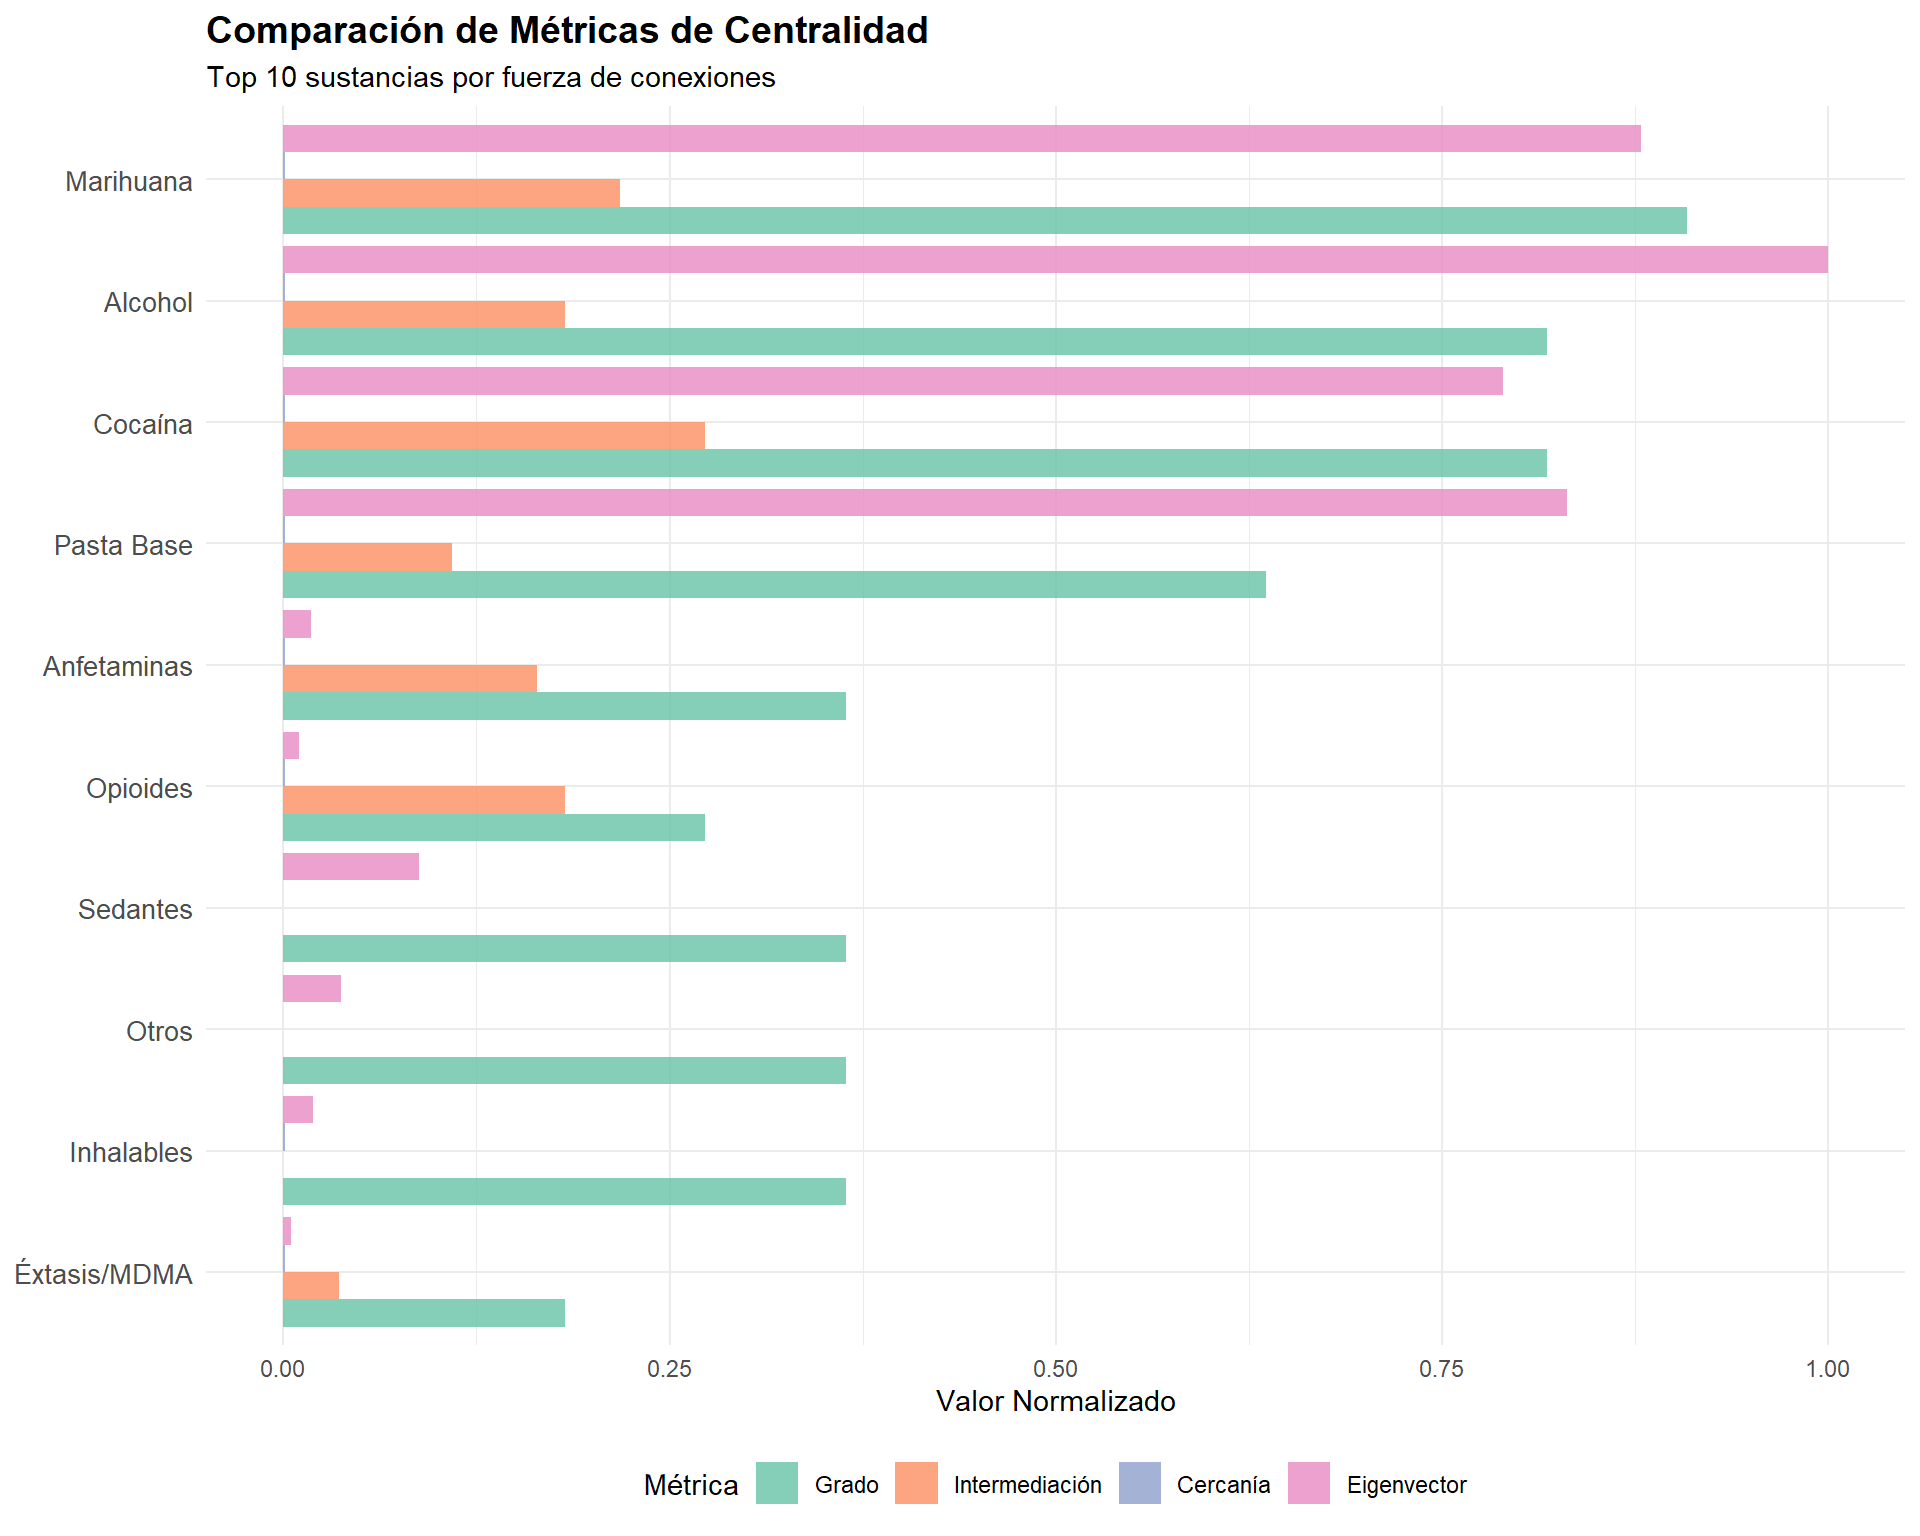 Comparación de Métricas de Centralidad
Top 10 sustancias por fuerza de conexiones
Marihuana
Alcohol
Cocaína
Pasta Base
Anfetaminas
Opioides
Sedantes
Otros
Inhalables
Éxtasis/MDMA
0.00 0.25 0.50 0.75 1.00
Valor Normalizado
Métrica Grado Intermediación Cercanía Eigenvector